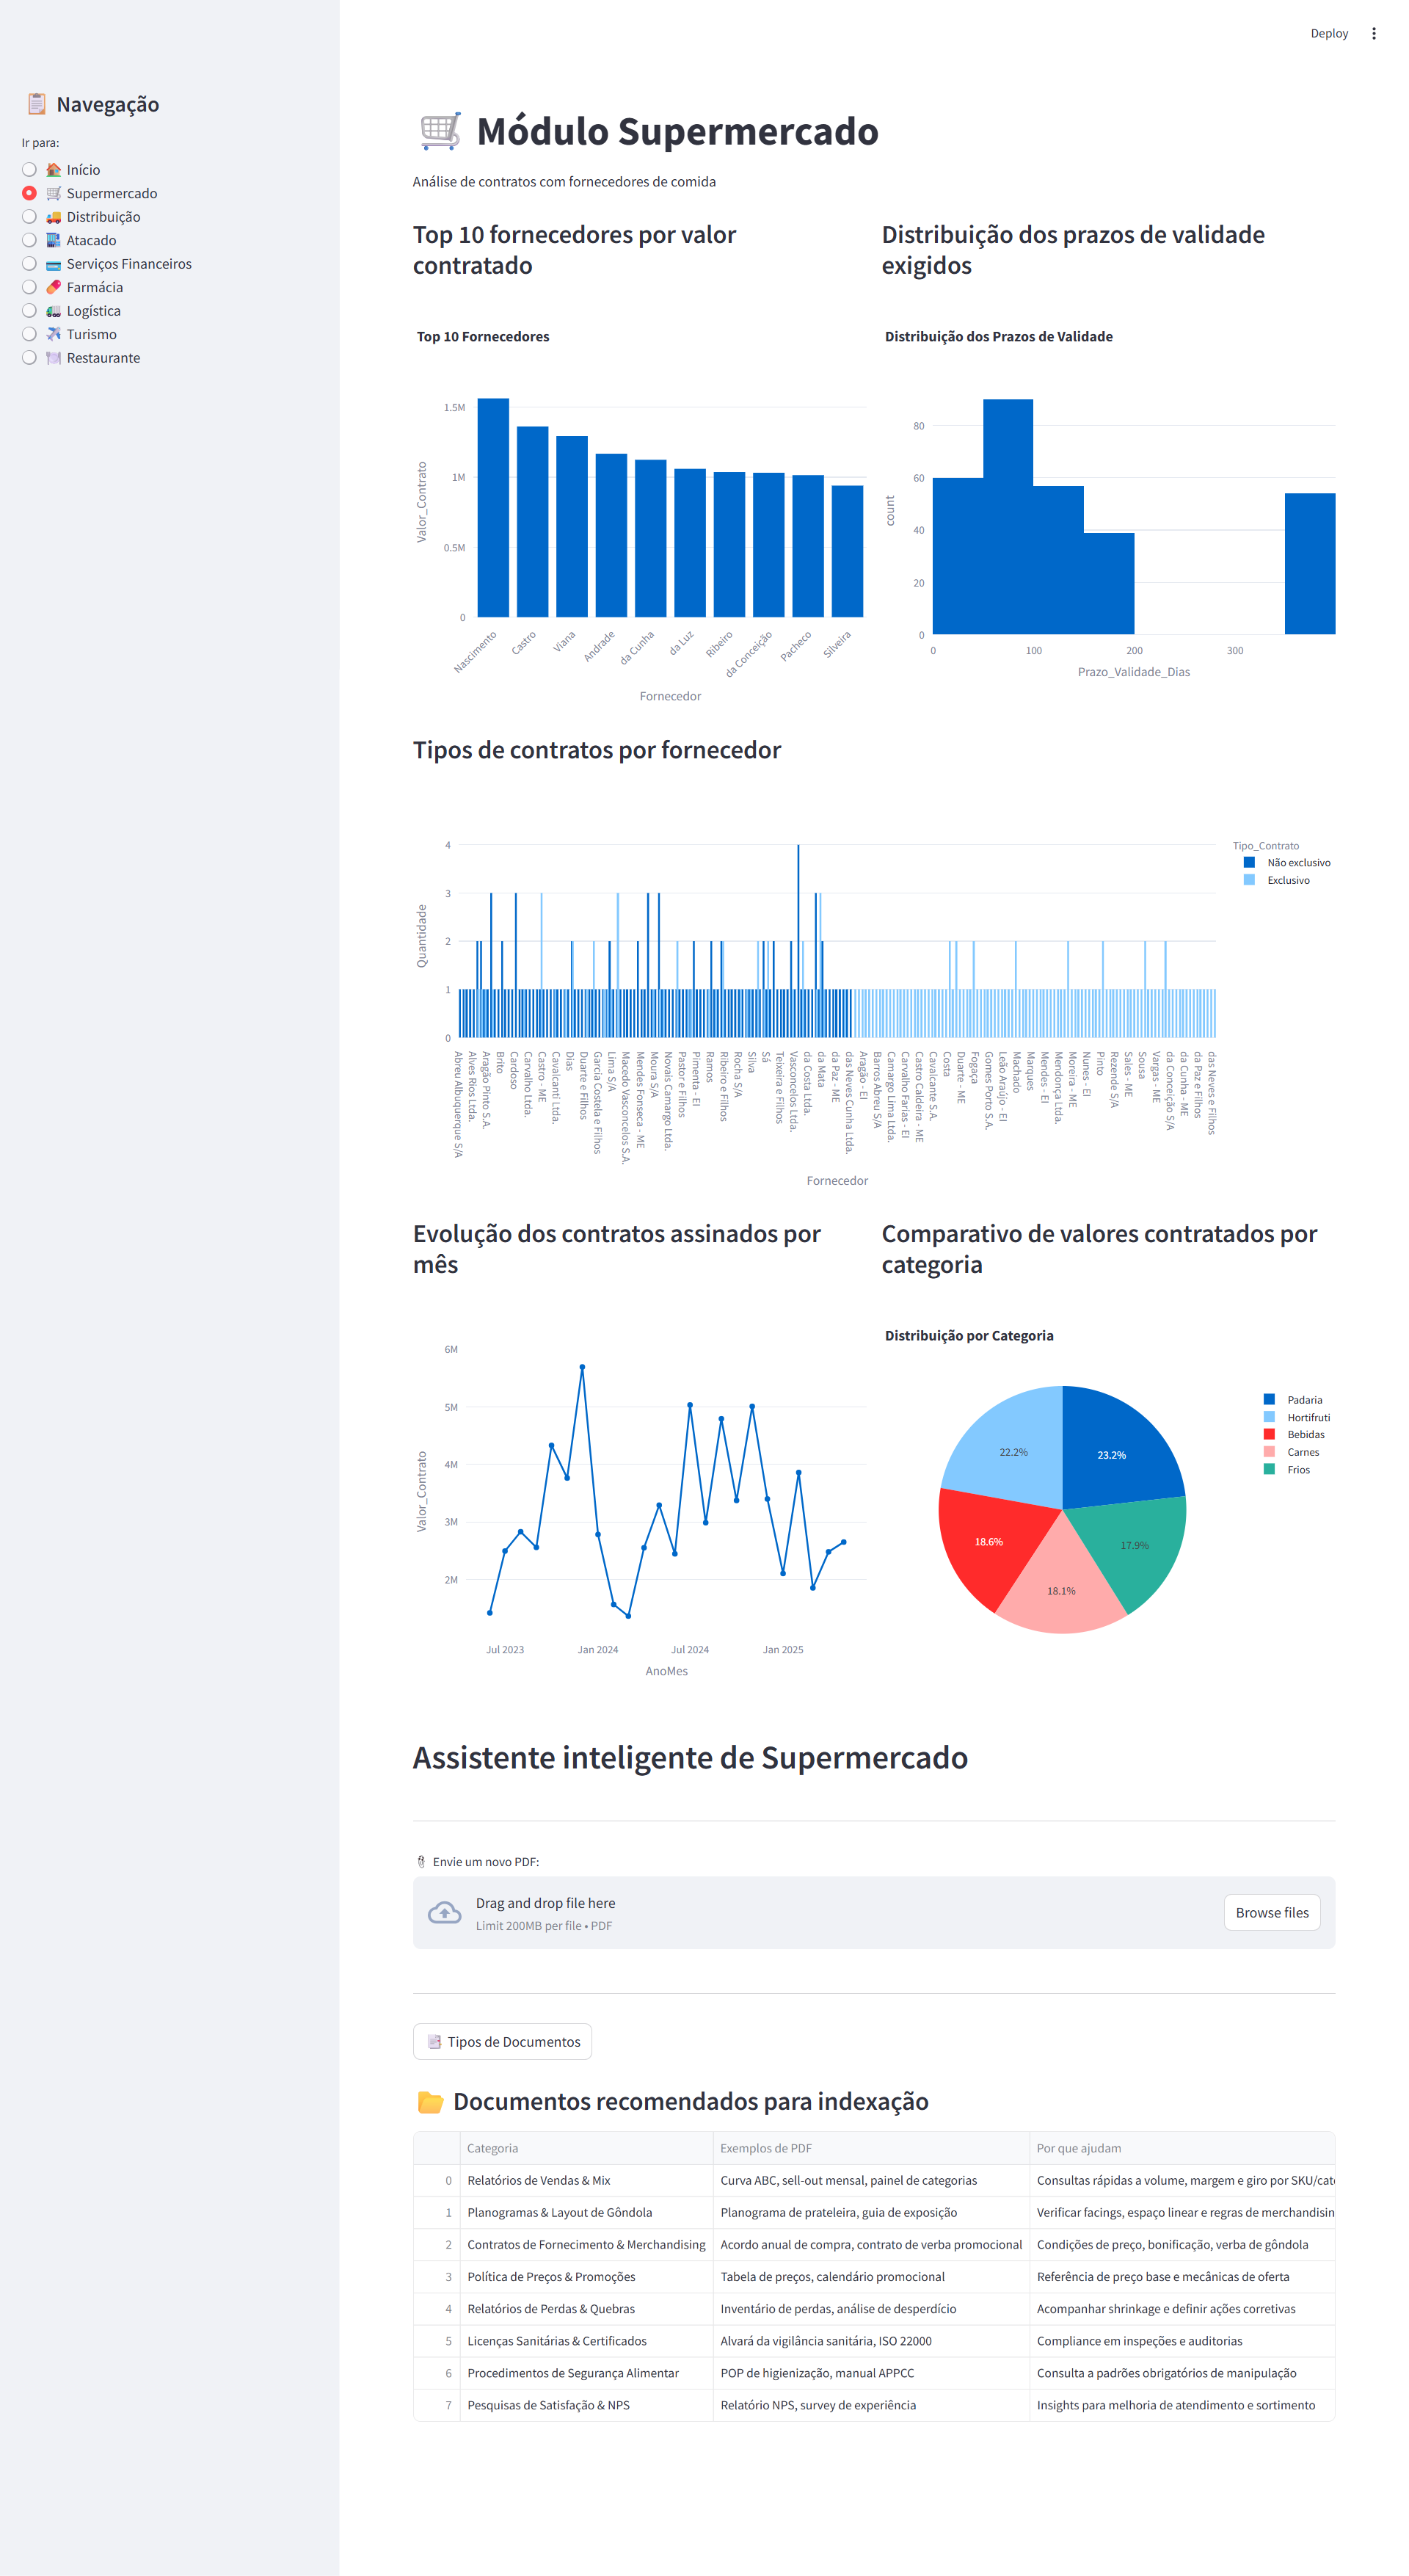 Deploy
Navegação
Ir para:
Início
Supermercado
Distribuição
Atacado
Serviços Financeiros
Farmácia
Logística
Turismo
Restaurante
Módulo Supermercado
Análise de contratos com fornecedores de comida
Top 10 fornecedores por valor
contratado
Top 10 Fornecedores
Valor_Contrato
1.5M
1M
0.5M
0
Nascimento
Castro
Viana
Andrade
da Cunha
da Luz
Ribeiro
da Conceição
Pacheco
Silveira
Fornecedor
Distribuição dos prazos de validade
exigidos
Distribuição dos Prazos de Validade
count
80
60
40
20
0
0
100
200
300
Prazo_Validade_Dias
Tipos de contratos por fornecedor
Quantidade
4
3
2
1
0
Tipo_Contrato
Não exclusivo
Exclusivo
Abreu Albuquerque S/A
Alves Rios Ltda.
Aragão Pinto S.A.
Brito
Cardoso
Carvalho Ltda.
Castro - ME
Cavalcanti Ltda.
Dias
Duarte e Filhos
Garcia Costela e Filhos
Lima S/A
Macedo Vasconcelos S.A.
Mendes Fonseca - ME
Moura S/A
Novais Camargo Ltda.
Pastor e Filhos
Pimenta - EI
Ramos
Ribeiro e Filhos
Rocha S/A
Silva
Sá
Teixeira e Filhos
Vasconcelos Ltda.
da Costa Ltda.
da Mata
da Paz - ME
das Neves Cunha Ltda.
Aragão - EI
Barros Abreu S/A
Camargo Lima Ltda.
Carvalho Farias - EI
Castro Caldeira - ME
Cavalcante S.A.
Costa
Duarte - ME
Fogaça
Gomes Porto S.A.
Leão Araújo - EI
Machado
Marques
Mendes - EI
Mendonça Ltda.
Moreira - ME
Nunes - EI
Pinto
Rezende S/A
Sales - ME
Sousa
Vargas - ME
da Conceição S/A
da Cunha - ME
da Paz e Filhos
das Neves e Filhos
Fornecedor
Evolução dos contratos assinados por
mês
Valor_Contrato
6M
5M
4M
3M
2M
Jul 2023
Jan 2024
Jul 2024
Jan 2025
AnoMes
Comparativo de valores contratados por
categoria
Distribuição por Categoria
22.2%
23.2%
18.6%
17.9%
18.1%
Padaria
Hortifruti
Bebidas
Carnes
Frios
Assistente inteligente de Supermercado
Envie um novo PDF:
Drag and drop file here
Limit 200MB per file • PDF
Browse files
Tipos de Documentos
Documentos recomendados para indexação
Categoria Exemplos de PDF Por que ajudam
0 Relatórios de Vendas & Mix Curva ABC, sell-out mensal, painel de categorias Consultas rápidas a volume, margem e giro por SKU/cat
1 Planogramas & Layout de Gôndola Planograma de prateleira, guia de exposição Verificar facings, espaço linear e regras de merchandisin
2 Contratos de Fornecimento & Merchandising Acordo anual de compra, contrato de verba promocional Condições de preço, bonificação, verba de gôndola
3 Política de Preços & Promoções Tabela de preços, calendário promocional Referência de preço base e mecânicas de oferta
4 Relatórios de Perdas & Quebras Inventário de perdas, análise de desperdício Acompanhar shrinkage e definir ações corretivas
5 Licenças Sanitárias & Certificados Alvará da vigilância sanitária, ISO 22000 Compliance em inspeções e auditorias
6 Procedimentos de Segurança Alimentar POP de higienização, manual APPCC Consulta a padrões obrigatórios de manipulação
7 Pesquisas de Satisfação & NPS Relatório NPS, survey de experiência Insights para melhoria de atendimento e sortimento